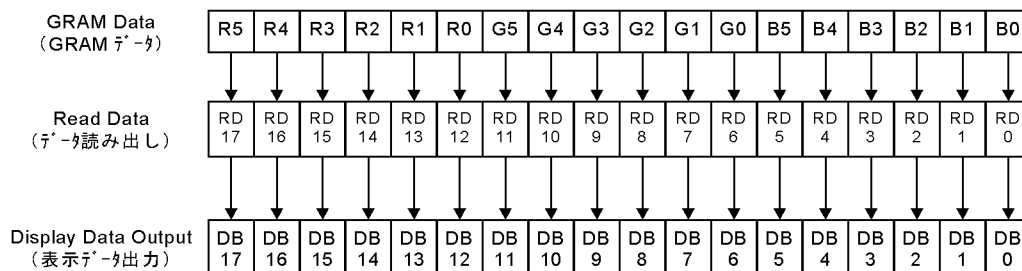 GRAM Data
（GRAM ﾃﾞｰﾀ）
R5 R4 R3 R2 R1 R0 G5 G4 G3 G2 G1 G0 B5 B4 B3 B2 B1 B0
Read Data
（ﾃﾞｰﾀ読み出し）
RD RD RD RD RD RD RD RD RD RD RD RD RD RD RD RD RD RD
17 16 15 14 13 12 11 10 9 8 7 6 5 4 3 2 1 0
Display Data Output
（表示ﾃﾞｰﾀ出力）
DB DB DB DB DB DB DB DB DB DB DB DB DB DB DB DB DB DB
17 16 15 14 13 12 11 10 9 8 7 6 5 4 3 2 1 0